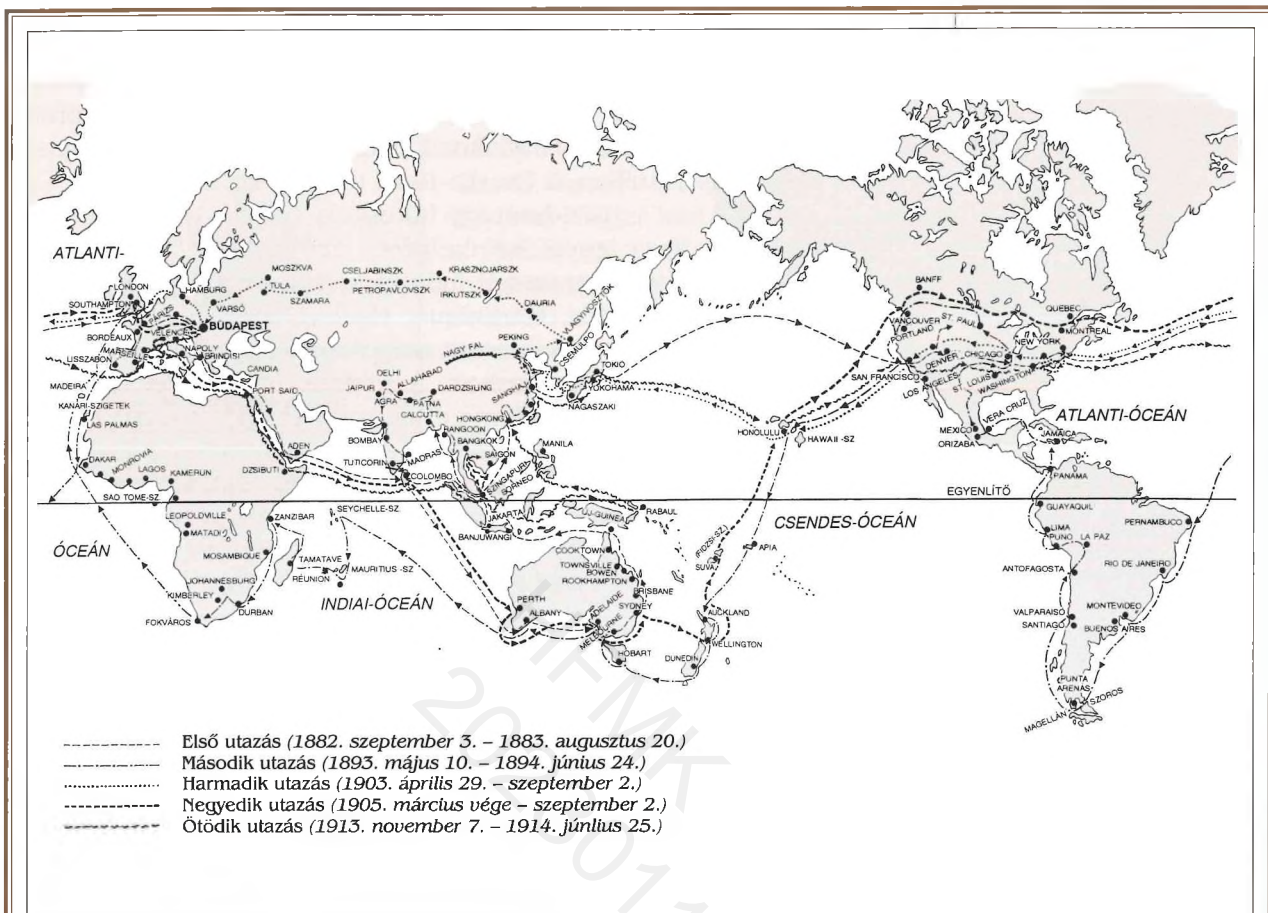 ATLANTI-
LONDON
SOUTHAMPTON
HAMBURG
PÁRIS
VARSÓ
BUDAPEST
BORDEAUX
VELENCE
NÁPOLY
BRINDISI
LISSZABON
MADEIRA
CANDIA
PORT SAID
KANÁRI-SZIGETEK
LAS PALMAS
MOSZKVA
TULA
SZAMARA
CSELJABINSZK
PETROPAVLOVSZK
KRASZNOJARSZK
IRKUTSZK
DAURIA
VLAGYIVOSZTOK
NAGY FAL
PEKING
CSEMULPO
TOKIO
YOKOHAMA
NAGASZAKI
SANGHAJ
DELHI
JAIPUR
ALLAHABAD
DARDZSILING
AGRA
PATNA
CALCUTTA
HONGKONG
RANGOON
BOMBAY
BANGKOK
MANILA
MADRAS
SAIGON
TUTICORIN
COLOMBO
SZINGAPUR
BORNEO
ADEN
DZSIBUTI
DAKAR
MONROVIA
LAGOS
KAMERUN
SAO TOME-SZ.
LEOPOLDVILLE
MATADI
ÓCEÁN
ZANZIBAR
SEYCHELLE-SZ.
MOSAMBIQUE
TAMATAVE
RÉUNION
MAURITIUS -SZ
JOHANNESBURG
KIMBERLEY
DURBAN
FOKVÁROS
INDIAI-ÓCEÁN
JAKARTA
BANJUWANGI
ÚJ-GUINEA
RABAUL
COOKTOWN
TOWNSVILLE
BOWEN
ROOKHAMPTON
BRISBANE
PERTH
ALBANY
ADELAIDE
SYDNEY
MELBOURNE
HOBART
DUNEDIN
WELLINGTON
AUCKLAND
(FIDZSI-SZ.)
SUVA
APIA
CSENDES-ÓCEÁN
HONOLULU
HAWAII -SZ
BANFF
VANCOUVER
PORTLAND
ST. PAUL
QUEBEC
MONTREAL
NEW YORK
DENVER
CHICAGO
SAN FRANCISCO
LOS ANGELES
ST. LOUIS
WASHINGTON
VERA CRUZ
MEXICO
ORIZABA
JAMAICA
ATLANTI-ÓCEÁN
PANAMA
EGYENLÍTŐ
GUAYAQUIL
LIMA
PUNO
LA PAZ
PERNAMBUCO
ANTOFAGOSTA
RIO DE JANEIRO
VALPARAISO
SANTIAGO
MONTEVIDEO
BUENOS AIRES
PUNTA
ARENAS
MAGELLÁN
SZOROS
Első utazás (1882. szeptember 3. – 1883. augusztus 20.)
Második utazás (1893. május 10. – 1894. június 24.)
Harmadik utazás (1903. április 29. – szeptember 2.)
Negyedik utazás (1905. március vége – szeptember 2.)
Ötödik utazás (1913. november 7. – 1914. júnlius 25.)